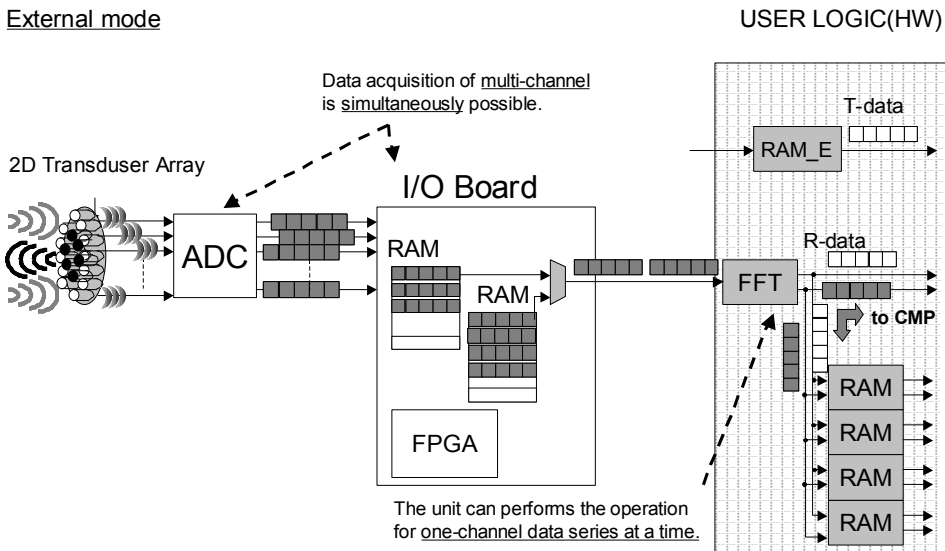 External mode
USER LOGIC(HW)
Data acquisition of multi-channel
is simultaneously possible.
T-data
RAM_E
2D Transduser Array
I/O Board
ADC
RAM
R-data
RAM
FFT
to CMP
RAM
FPGA
RAM
RAM
The unit can performs the operation
for one-channel data series at a time.
RAM